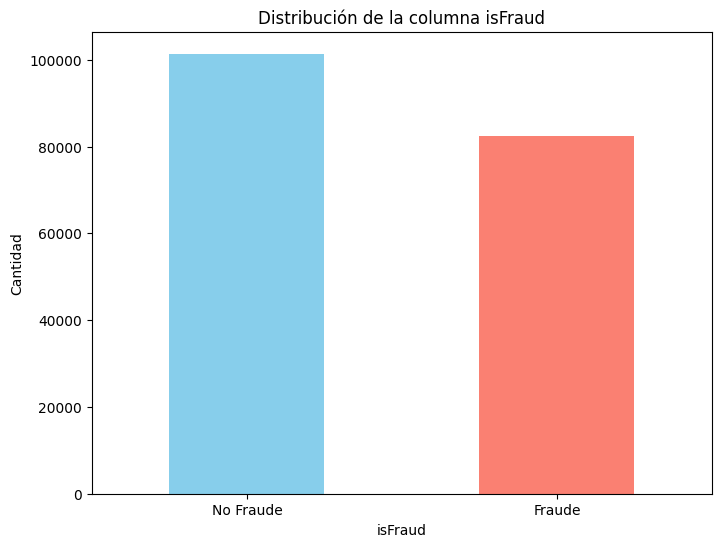 Distribución de la columna isFraud
Cantidad
100000
80000
60000
40000
20000
0
No Fraude
Fraude
isFraud